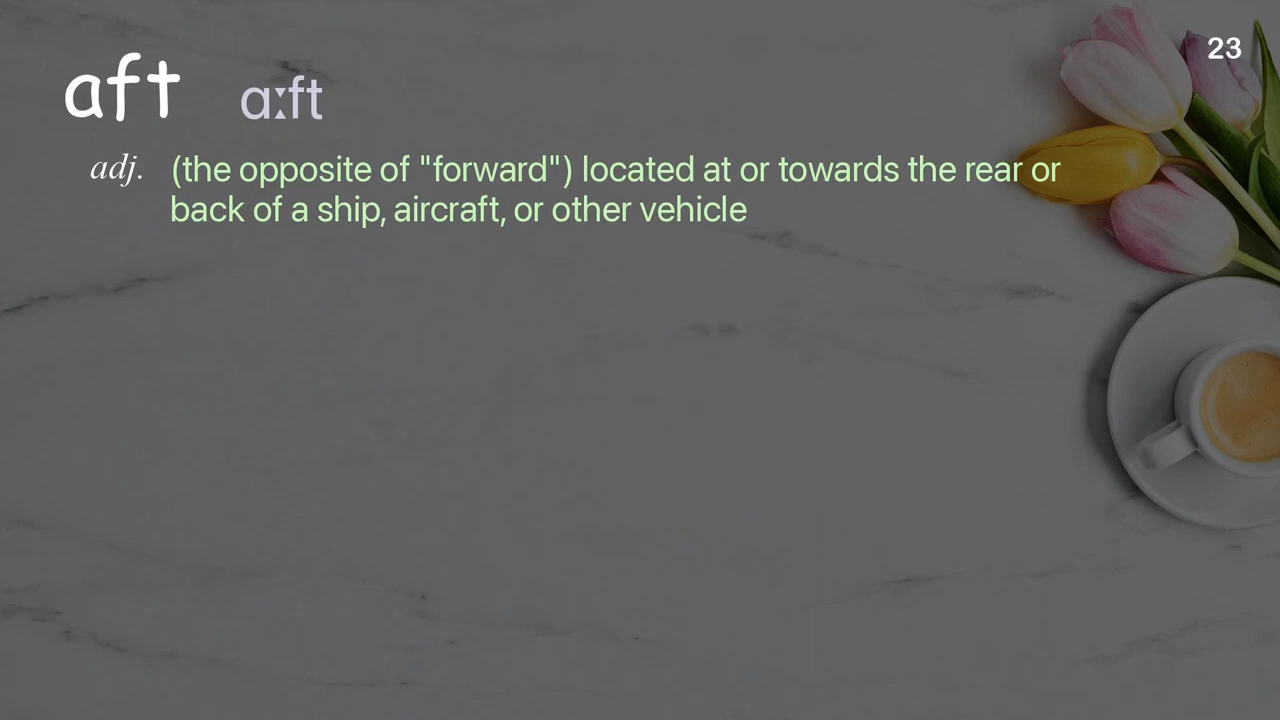 23
aft ɑːft
adj. (the opposite of "forward") located at or towards the rear or
back of a ship, aircraft, or other vehicle